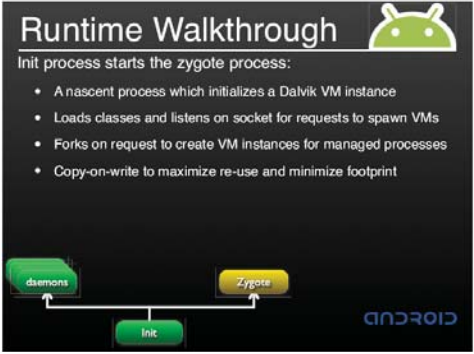 Runtime Walkthrough
Init process starts the zygote process:
• A nascent process which initializes a Dalvik VM instance
• Loads classes and listens on socket for requests to spawn VMs
• Forks on request to create VM instances for managed processes
• Copy-on-write to maximize re-use and minimize footprint
daemons
Zygote
Init
ANDROID